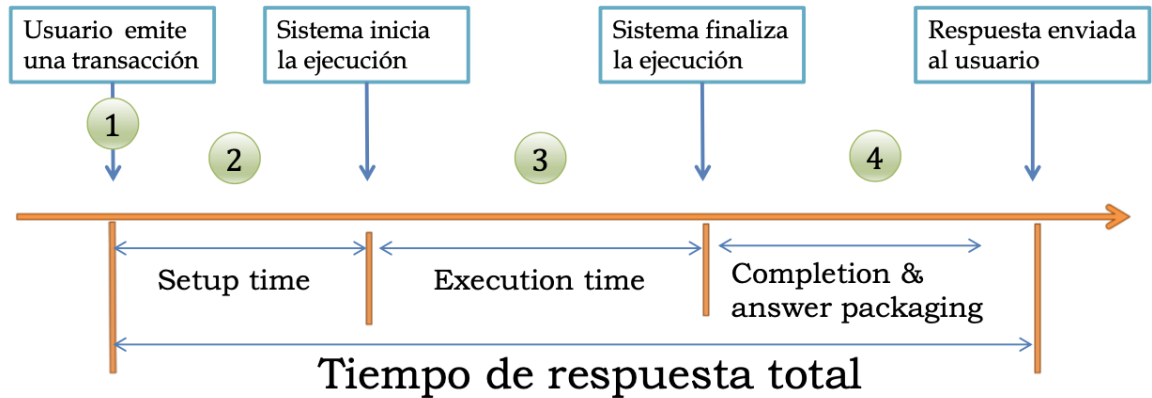 Usuario emite
una transacción
Sistema inicia
la ejecución
Sistema finaliza
la ejecución
Respuesta enviada
al usuario
1
2
3
4
Setup time
Execution time
Completion &
answer packaging
Tiempo de respuesta total